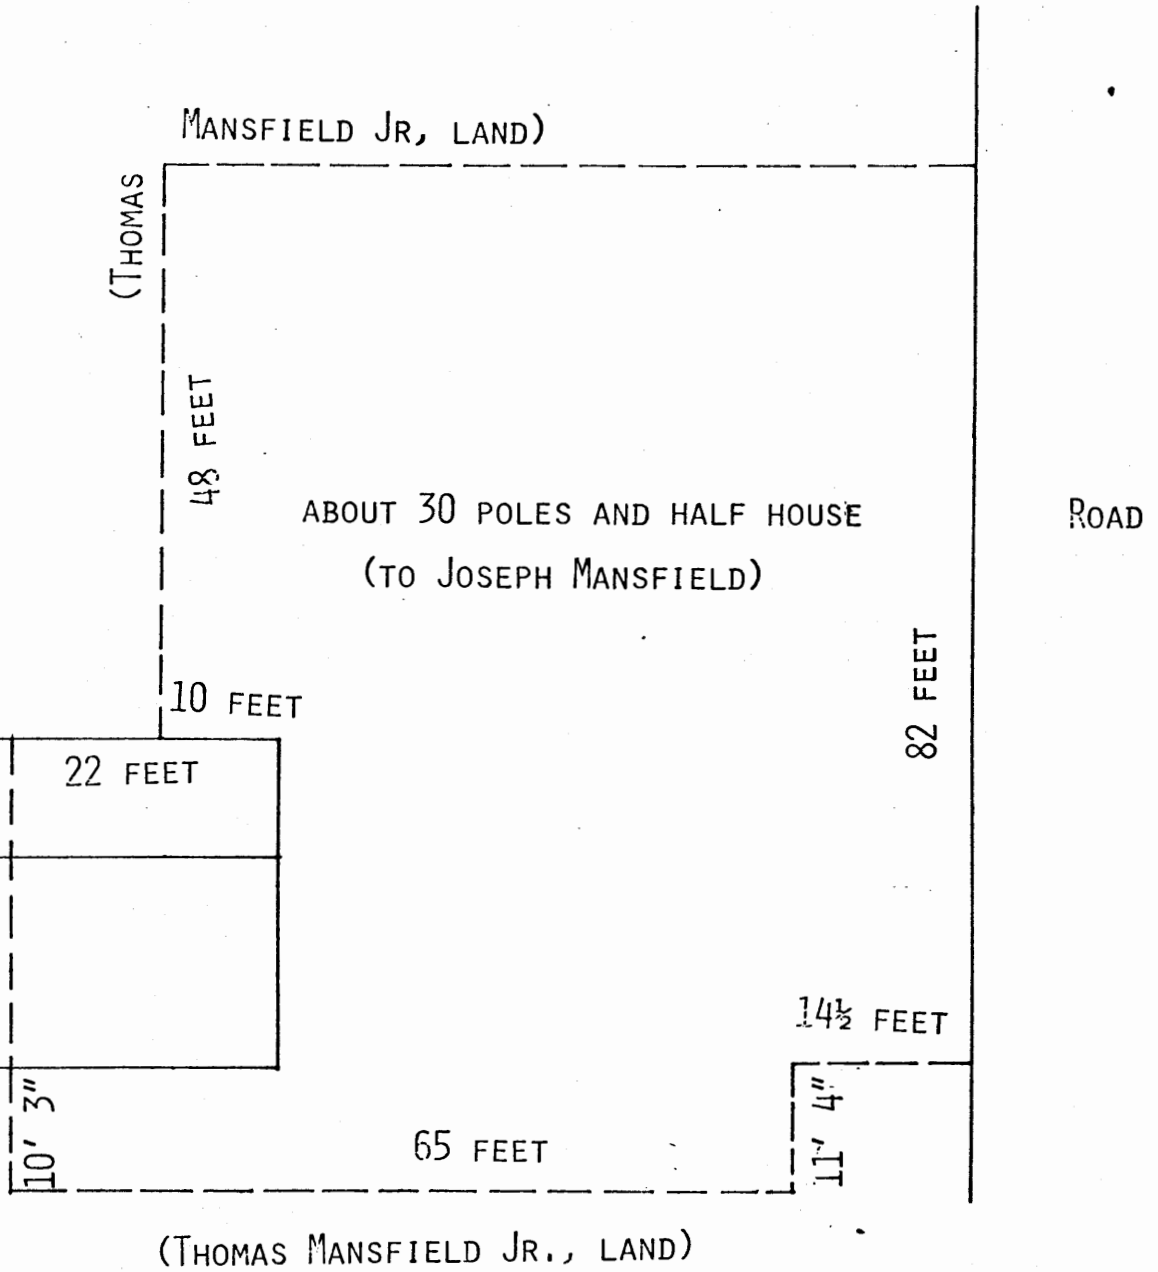 MANSFIELD JR, LAND)
(THOMAS
48 FEET
ABOUT 30 POLES AND HALF HOUSE
(TO JOSEPH MANSFIELD)
ROAD
82 FEET
10 FEET
22 FEET
14½ FEET
10' 3"
65 FEET
11' 4"
(THOMAS MANSFIELD JR., LAND)